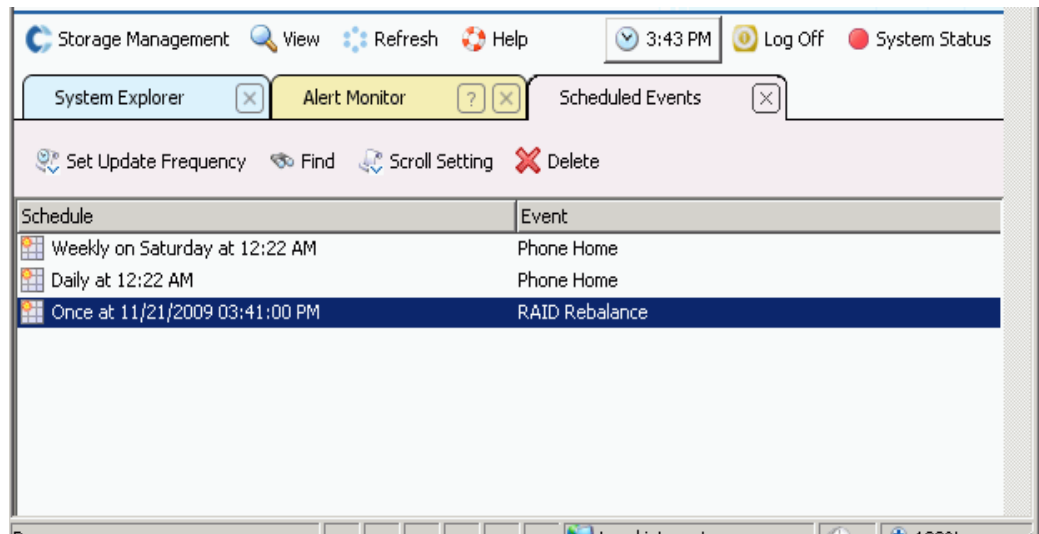 Storage Management View Refresh Help 3:43 PM Log Off System Status
System Explorer Alert Monitor ? Scheduled Events
Set Update Frequency Find Scroll Setting Delete
Schedule Event
Weekly on Saturday at 12:22 AM Phone Home
Daily at 12:22 AM Phone Home
Once at 11/21/2009 03:41:00 PM RAID Rebalance